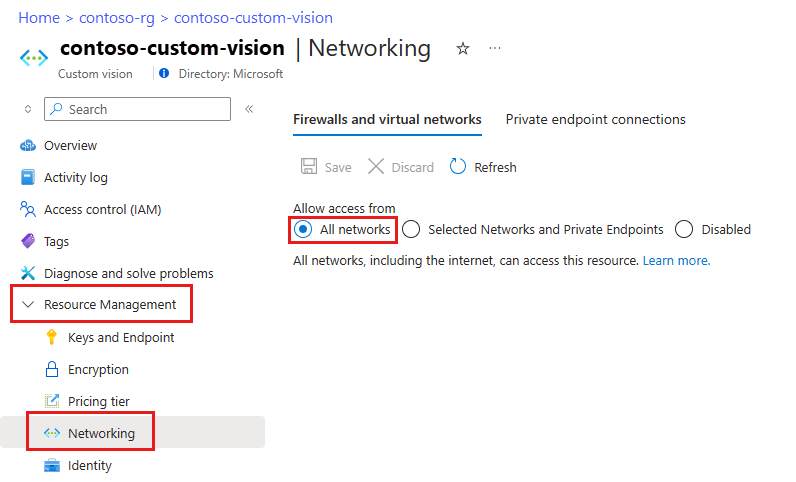 Home > contoso-rg > contoso-custom-vision
contoso-custom-vision | Networking ☆ ···
Custom vision | Directory: Microsoft
Search «
Overview
Activity log
Access control (IAM)
Tags
Diagnose and solve problems
Resource Management
Keys and Endpoint
Encryption
Pricing tier
Networking
Identity
Firewalls and virtual networks Private endpoint connections
Save Discard Refresh
Allow access from
All networks Selected Networks and Private Endpoints Disabled
All networks, including the internet, can access this resource. Learn more.